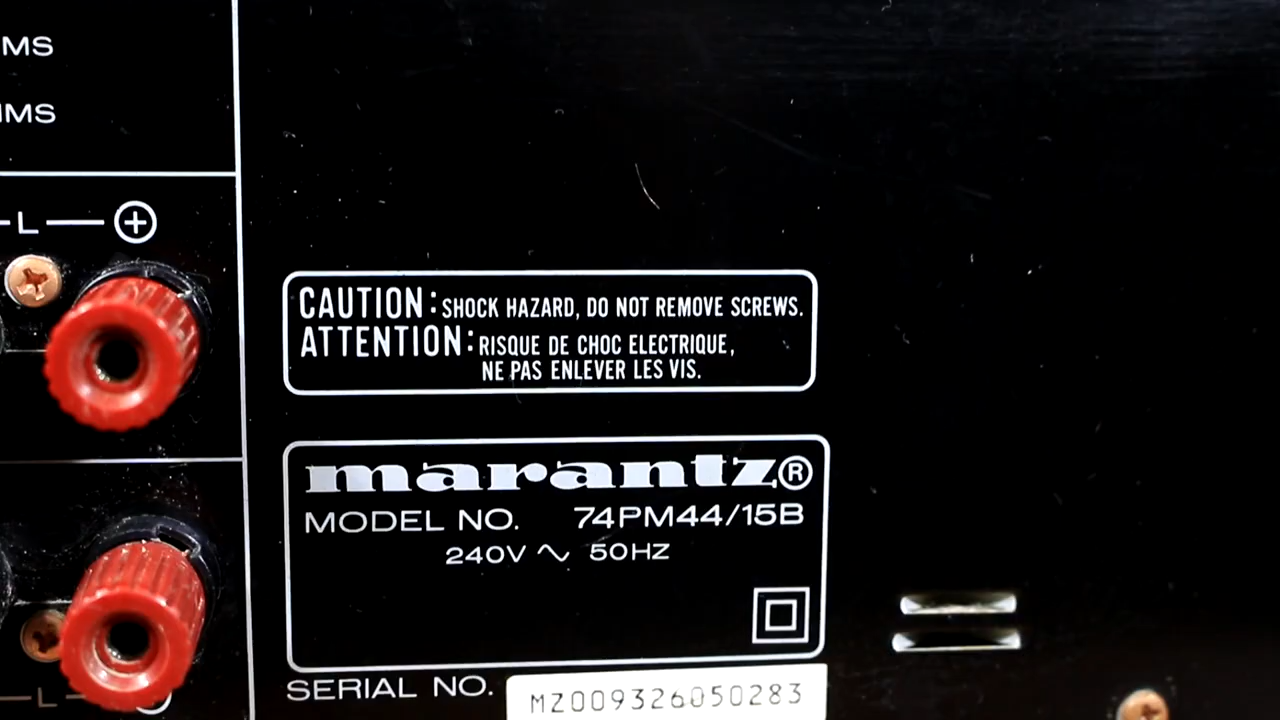 MS
L
CAUTION: SHOCK HAZARD, DO NOT REMOVE SCREWS.
ATTENTION: RISQUE DE CHOC ELECTRIQUE,
NE PAS ENLEVER LES VIS.
marantz®
MODEL NO. 74PM44/15B
240V ∿ 50HZ
SERIAL NO. MZ009326050283
L